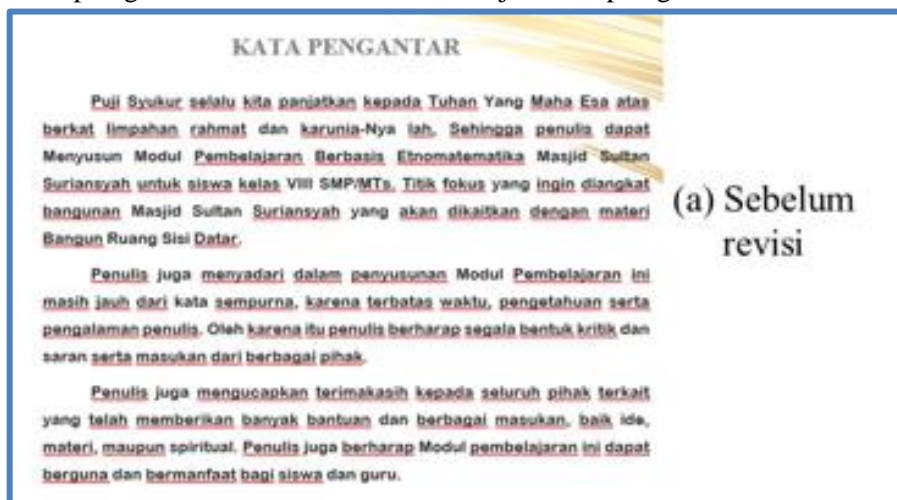 KATA PENGANTAR
Puji Syukur selalu kita panjatkan kepada Tuhan Yang Maha Esa atas
berkat limpahan rahmat dan karunia-Nya lah, Sehingga penulis dapat
Menyusun Modul Pembelajaran Berbasis Etnomatematika Masjid Sultan
Suriansyah untuk siswa kelas VIII SMP/MTs. Titik fokus yang ingin diangkat
bangunan Masjid Sultan Suriansyah yang akan dikaitkan dengan materi
Bangun Ruang Sisi Datar.
Penulis juga menyadari dalam penyusunan Modul Pembelajaran ini
masih jauh dari kata sempurna, karena terbatas waktu, pengetahuan serta
pengalaman penulis. Oleh karena itu penulis berharap segala bentuk kritik dan
saran serta masukan dari berbagai pihak.
Penulis juga mengucapkan terimakasih kepada seluruh pihak terkait
yang telah memberikan banyak bantuan dan berbagai masukan, baik ide,
materi, maupun spiritual. Penulis juga berharap Modul pembelajaran ini dapat
berguna dan bermanfaat bagi siswa dan guru.
(a) Sebelum
revisi